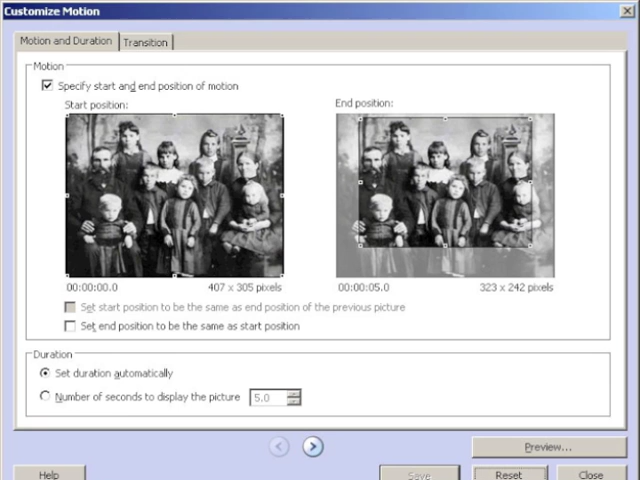 Customize Motion
Motion and Duration
Transition
Motion
Specify start and end position of motion
Start position:
End position:
00:00:00.0
407 x 305 pixels
00:00:05.0
323 x 242 pixels
Set start position to be the same as end position of the previous picture
Set end position to be the same as start position
Duration
Set duration automatically
Number of seconds to display the picture
5.0
Preview...
Help
Save
Reset
Close